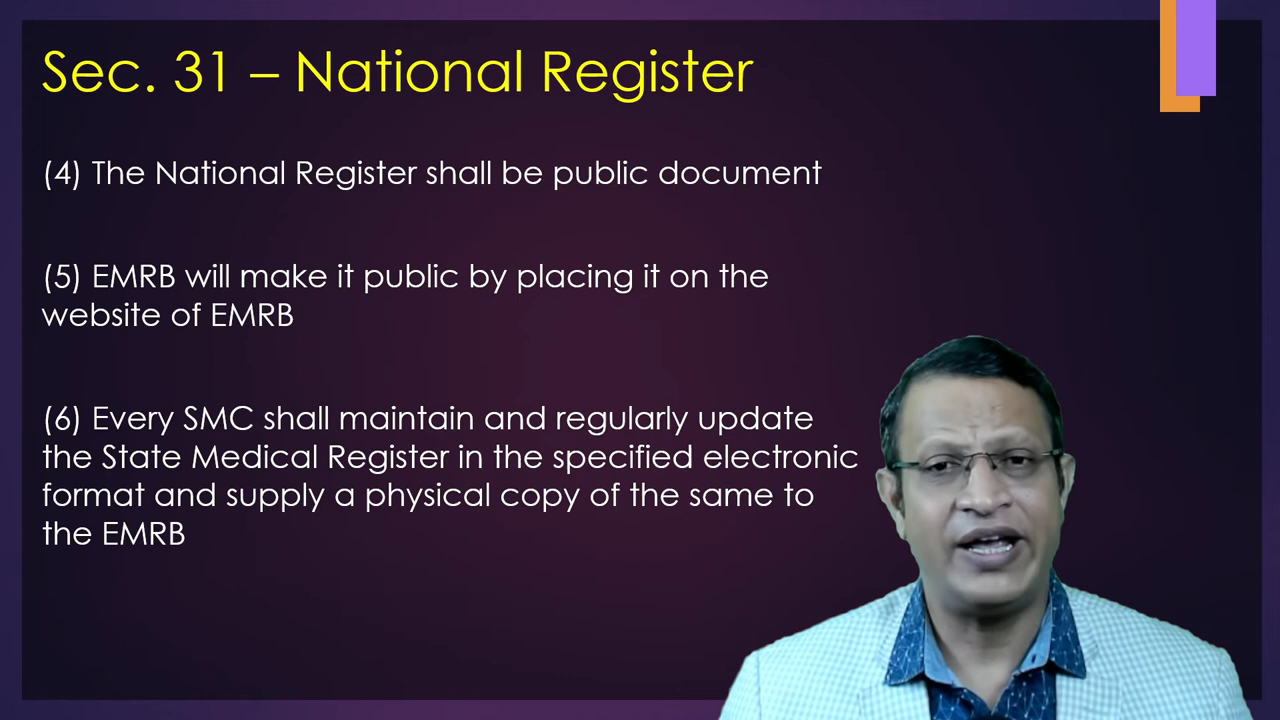 Sec. 31 – National Register
(4) The National Register shall be public document
(5) EMRB will make it public by placing it on the
website of EMRB
(6) Every SMC shall maintain and regularly update
the State Medical Register in the specified electronic
format and supply a physical copy of the same to
the EMRB